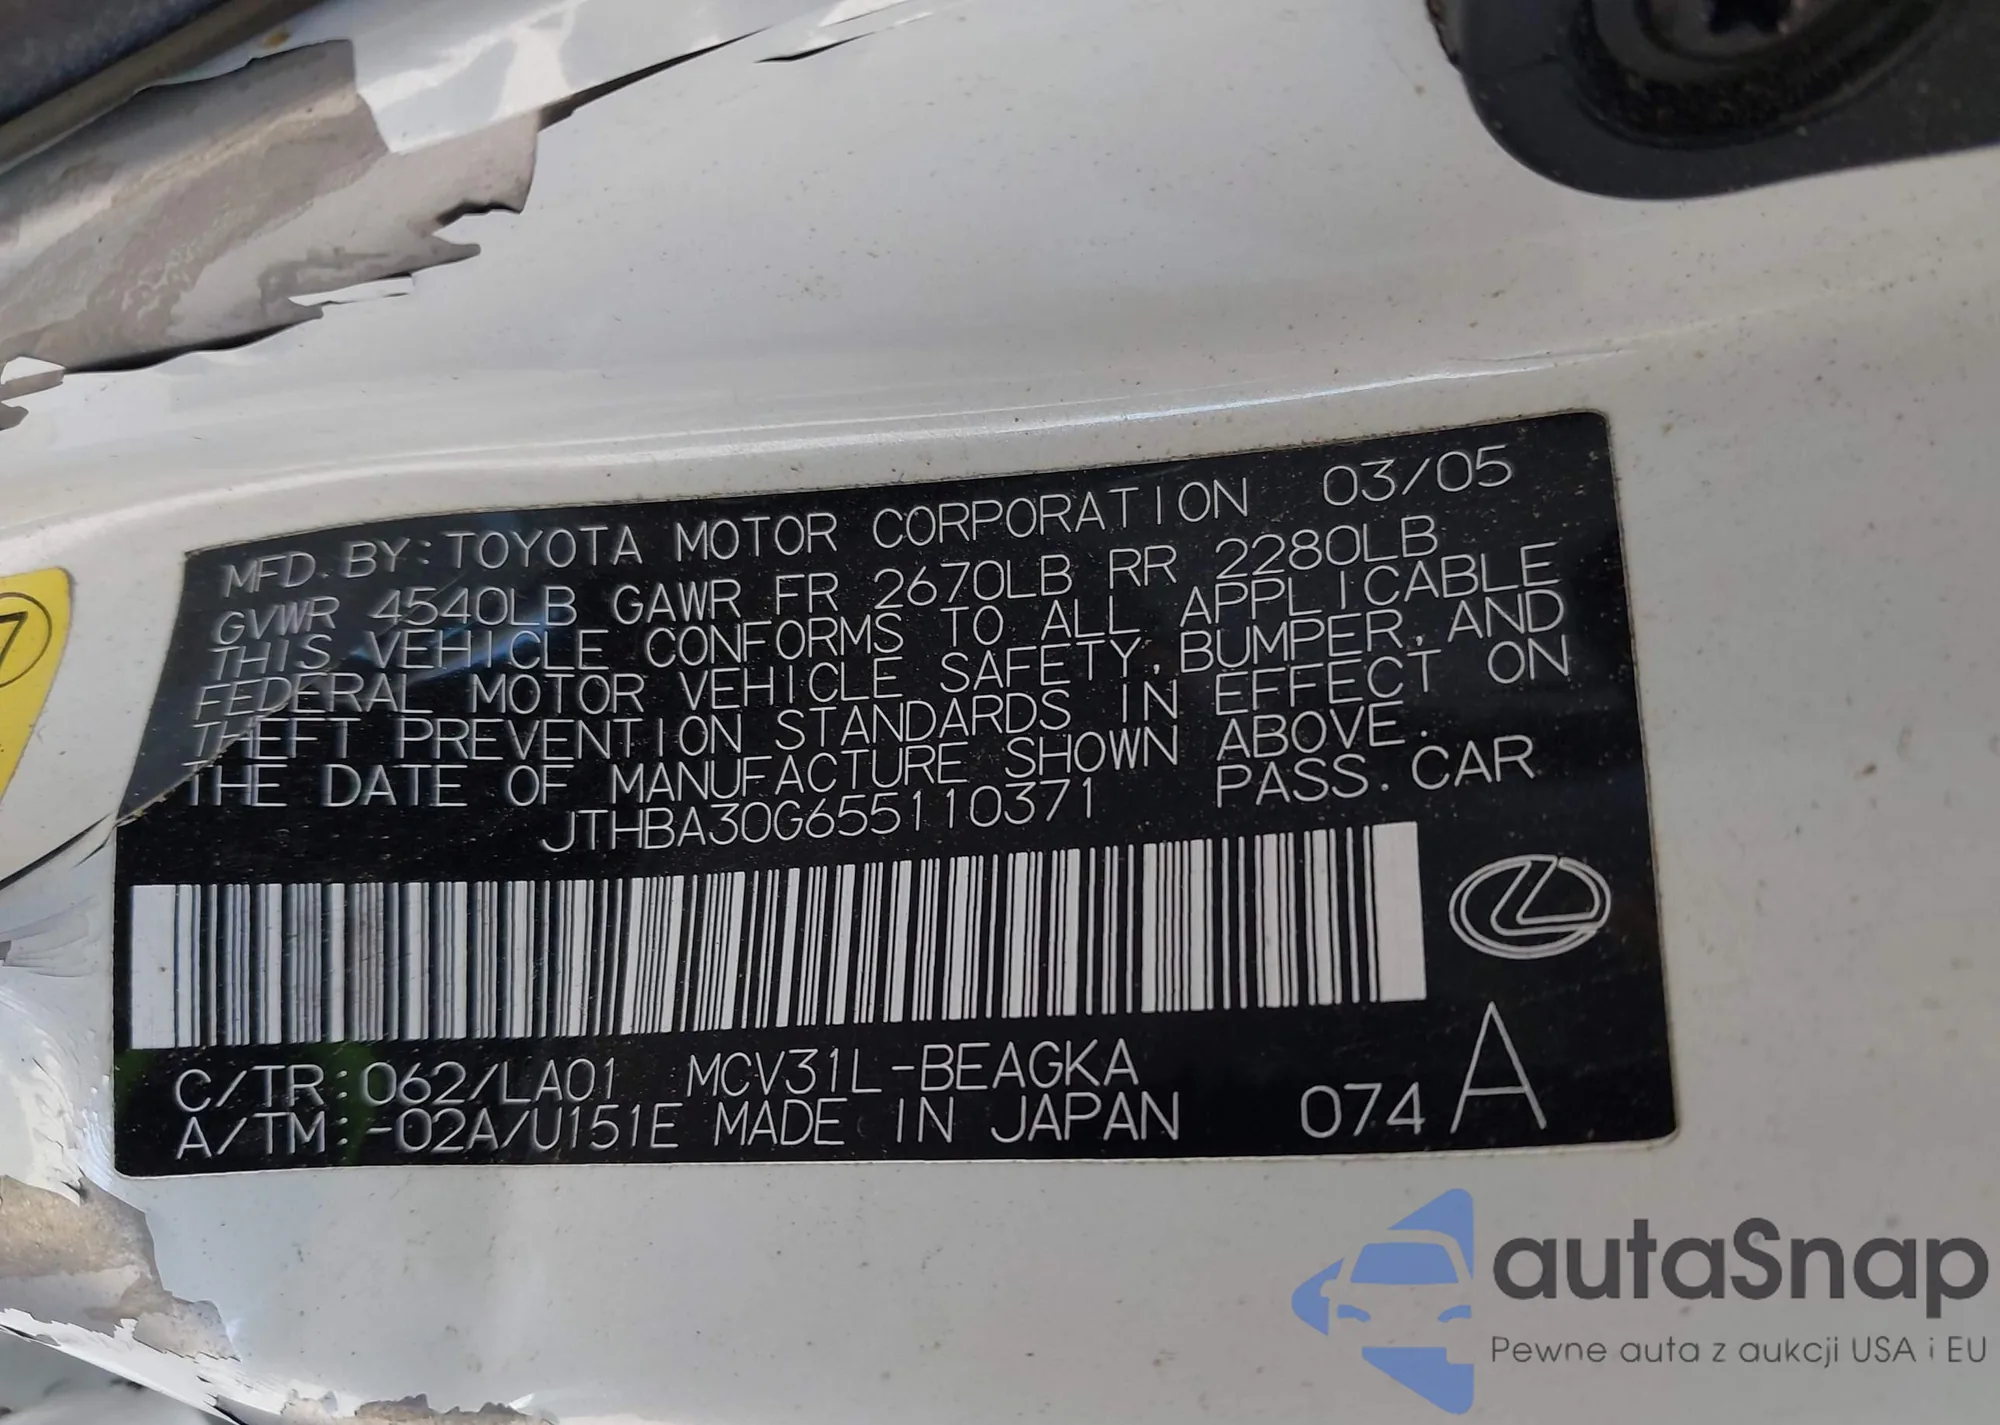 MFD. BY: TOYOTA MOTOR CORPORATION 03/05
GVWR 4540LB GAWR FR 2670LB RR 2280LB
THIS VEHICLE CONFORMS TO ALL APPLICABLE
FEDERAL MOTOR VEHICLE SAFETY, BUMPER, AND
THEFT PREVENTION STANDARDS IN EFFECT ON
THE DATE OF MANUFACTURE SHOWN ABOVE.
JTHBA30G655110371 PASS. CAR
C/TR:062/LA01 MCV31L-BEAGKA
A/TM:-02A/U151E MADE IN JAPAN 074 A
7
autaSnap
Pewne auta z aukcji USA i EU